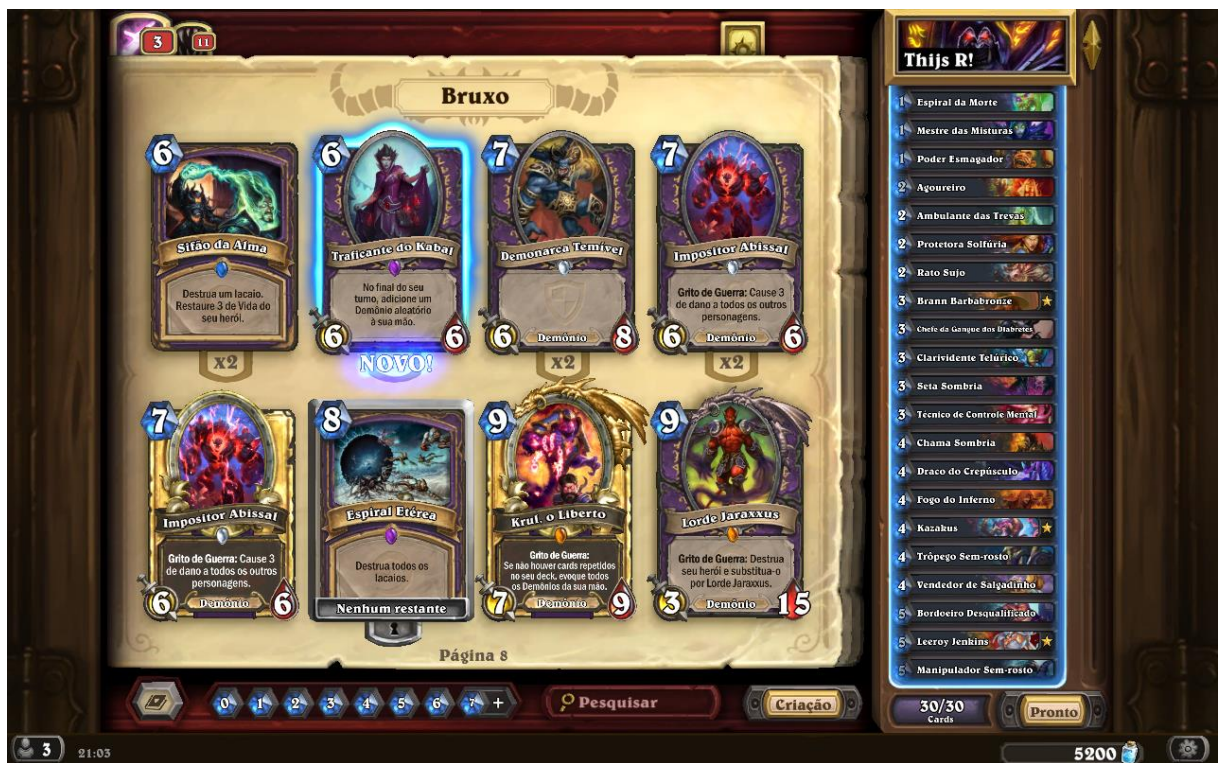 3
11
Bruxo
6
Sifão da Alma
Destrua um lacaio.
Restaure 3 de Vida do
seu herói.
x2
6
Traficante do Kabal
No final do seu
turno, adicione um
Demônio aleatório
à sua mão.
6
6
NOVO!
7
Demonarca Temível
6
Demônio
8
x2
7
Impositor Abissal
Grito de Guerra: Cause 3
de dano a todos os outros
personagens.
6
Demônio
6
x2
7
Impositor Abissal
Grito de Guerra: Cause 3
de dano a todos os outros
personagens.
6
Demônio
6
8
Espiral Etérea
Destrua todos os
lacaios.
Nenhum restante
9
Krul, o Liberto
Grito de Guerra:
Se não houver cards repetidos
no seu deck, evoque todos
os Demônios da sua mão.
7
Demônio
9
9
Lorde Jaraxxus
Grito de Guerra: Destrua
seu herói e substitua-o
por Lorde Jaraxxus.
3
Demônio
15
Página 8
0 1 2 3 4 5 6 7 +
Pesquisar
Criação
Thijs R!
1 Espiral da Morte
1 Mestre das Misturas
1 Poder Esmagador
2 Agoureiro
2 Ambulante das Trevas
2 Protetora Solfúria
2 Rato Sujo
3 Brann Barbabronze
3 Chefe da Gangue dos Diabretes
3 Clarividente Telúrico
3 Seta Sombria
3 Técnico de Controle Mental
4 Chama Sombria
4 Draco do Crepúsculo
4 Fogo do Inferno
4 Kazakus
4 Trôpego Sem-rosto
4 Vendedor de Salgadinho
5 Bordoeiro Desqualificado
5 Leeroy Jenkins
5 Manipulador Sem-rosto
30/30
Cards
Pronto
3
21:03
5200